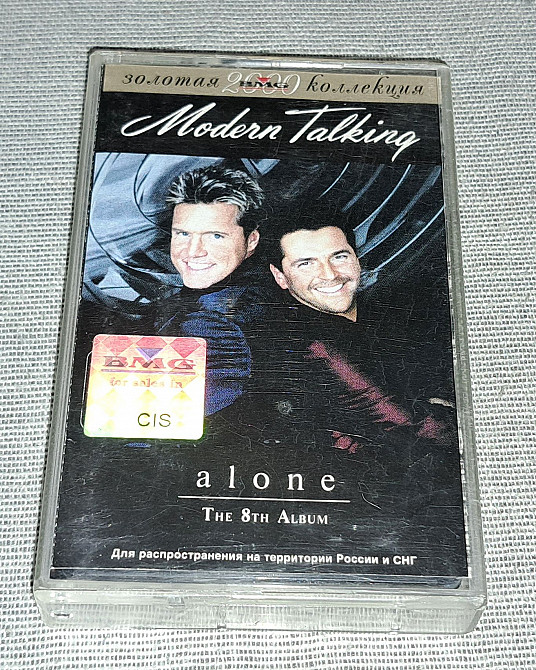 золотая 2000 BMG коллекция
Modern Talking
BMG
for sales in
CIS
alone
The 8th Album
Для распространения на территории России и СНГ